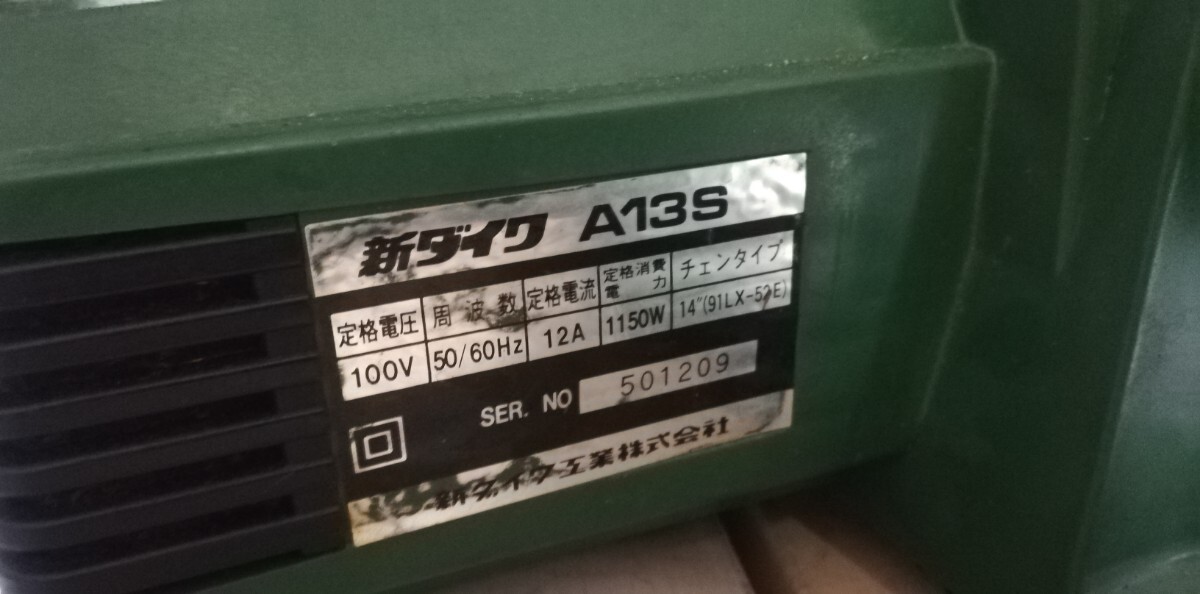 新ダイワ A13S
定格電圧 周波数 定格電流 定格消費電力 チェンタイプ
100V 50/60Hz 12A 1150W 14"(91LX-52E)
SER. NO 501209
新ダイワ工業株式会社